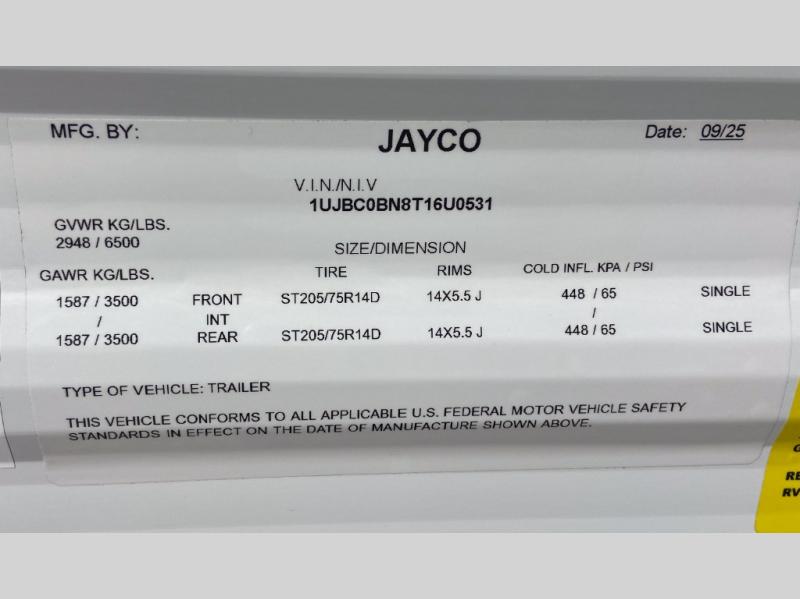 MFG. BY: JAYCO Date: 09/25
V.I.N./N.I.V
1UJBC0BN8T16U0531
GVWR KG/LBS.
2948 / 6500
SIZE/DIMENSION
GAWR KG/LBS. TIRE RIMS COLD INFL. KPA / PSI
1587 / 3500 FRONT ST205/75R14D 14X5.5 J 448 / 65 SINGLE
/ INT /
1587 / 3500 REAR ST205/75R14D 14X5.5 J 448 / 65 SINGLE
TYPE OF VEHICLE: TRAILER
THIS VEHICLE CONFORMS TO ALL APPLICABLE U.S. FEDERAL MOTOR VEHICLE SAFETY
STANDARDS IN EFFECT ON THE DATE OF MANUFACTURE SHOWN ABOVE.
RV